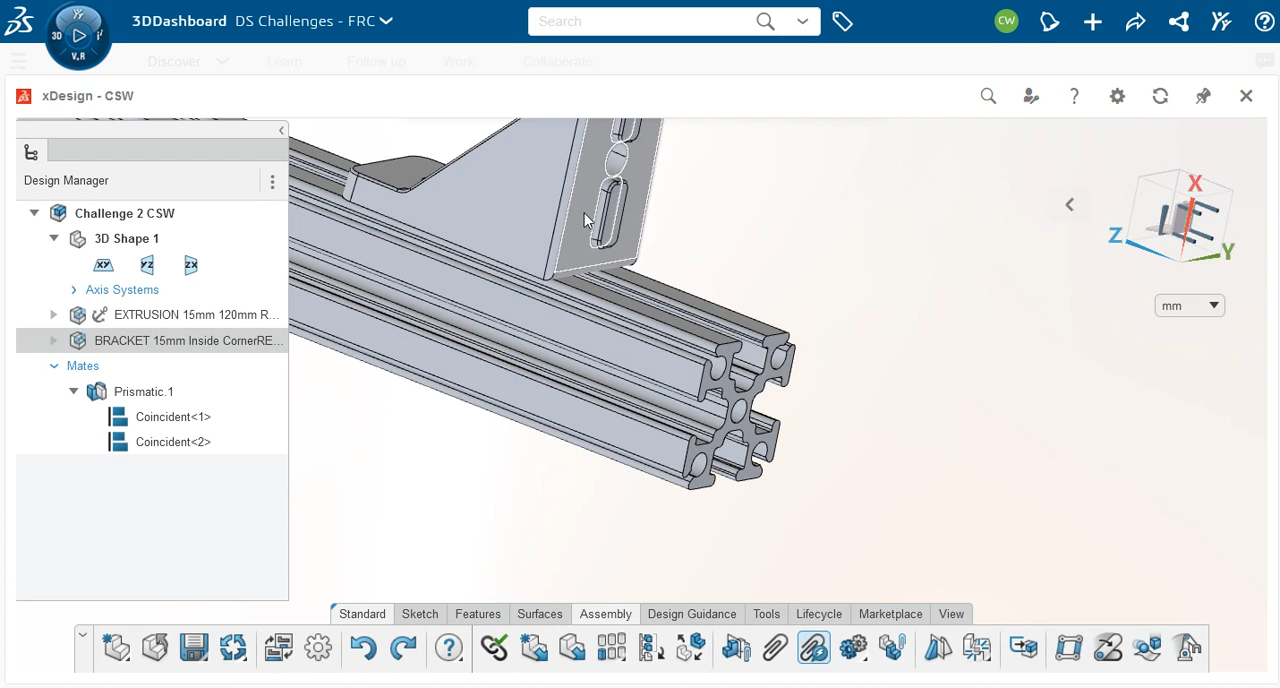 3DDashboard DS Challenges - FRC
Search
CW
3D
V.R
Discover
Learn
Follow up
Work
Collaborate
xDesign - CSW
Design Manager
Challenge 2 CSW
3D Shape 1
XY YZ ZX
Axis Systems
EXTRUSION 15mm 120mm R...
BRACKET 15mm Inside CornerRE...
Mates
Prismatic.1
Coincident<1>
Coincident<2>
X
Z
Y
mm
Standard Sketch Features Surfaces Assembly Design Guidance Tools Lifecycle Marketplace View